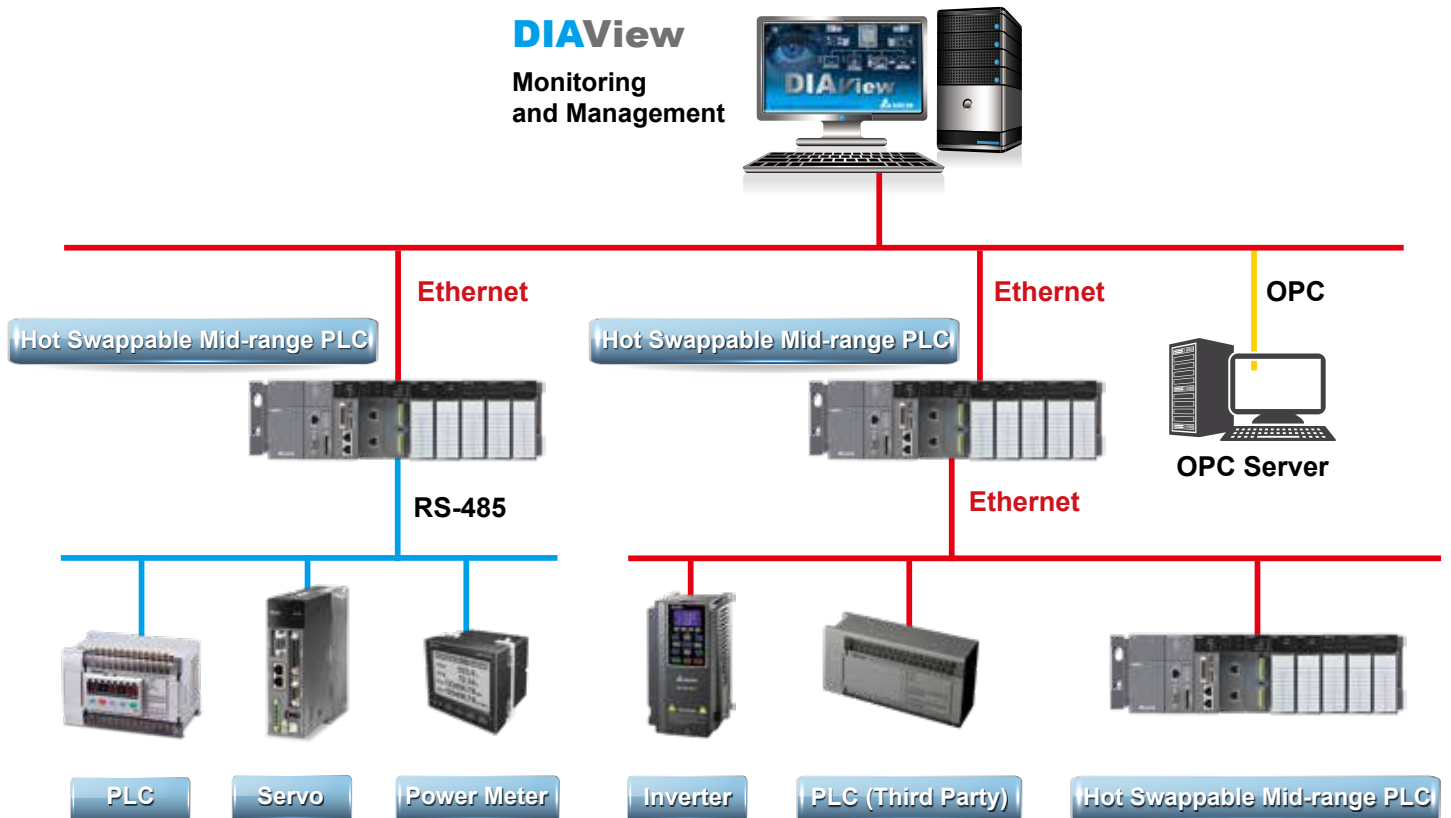 DIAView
Monitoring
and Management
DIAView
Ethernet
Ethernet
OPC
Hot Swappable Mid-range PLC
Hot Swappable Mid-range PLC
OPC Server
RS-485
Ethernet
PLC
Servo
Power Meter
Inverter
PLC (Third Party)
Hot Swappable Mid-range PLC